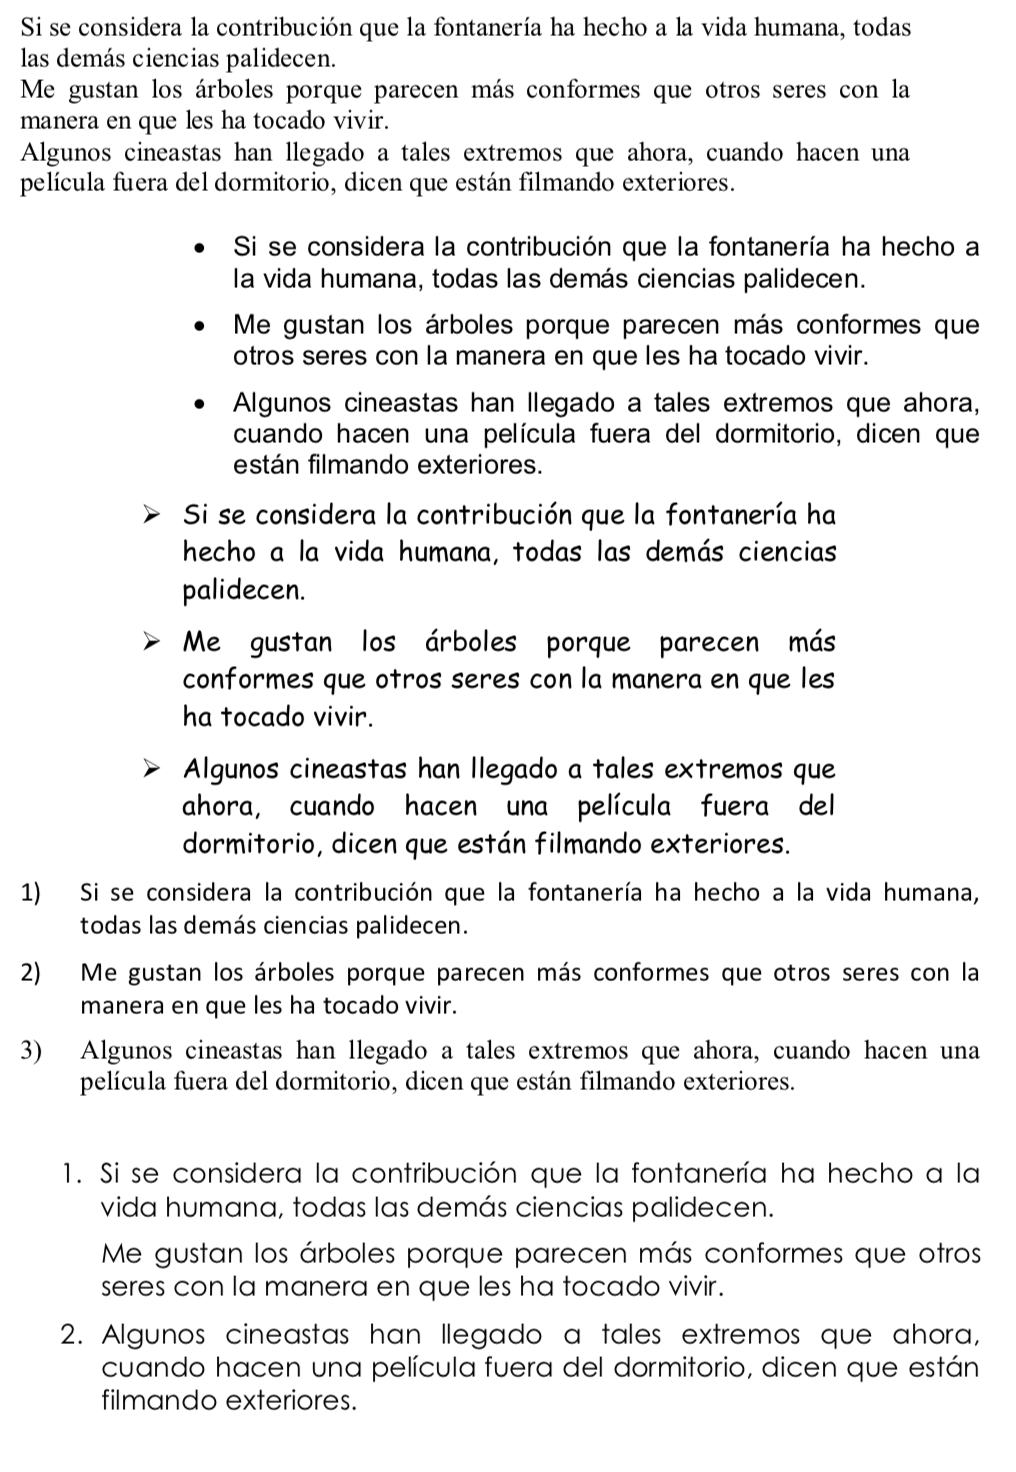 Si se considera la contribución que la fontanería ha hecho a la vida humana, todas
las demás ciencias palidecen.
Me gustan los árboles porque parecen más conformes que otros seres con la
manera en que les ha tocado vivir.
Algunos cineastas han llegado a tales extremos que ahora, cuando hacen una
película fuera del dormitorio, dicen que están filmando exteriores.
• Si se considera la contribución que la fontanería ha hecho a
la vida humana, todas las demás ciencias palidecen.
• Me gustan los árboles porque parecen más conformes que
otros seres con la manera en que les ha tocado vivir.
• Algunos cineastas han llegado a tales extremos que ahora,
cuando hacen una película fuera del dormitorio, dicen que
están filmando exteriores.
➢ Si se considera la contribución que la fontanería ha
hecho a la vida humana, todas las demás ciencias
palidecen.
➢ Me gustan los árboles porque parecen más
conformes que otros seres con la manera en que les
ha tocado vivir.
➢ Algunos cineastas han llegado a tales extremos que
ahora, cuando hacen una película fuera del
dormitorio, dicen que están filmando exteriores.
1) Si se considera la contribución que la fontanería ha hecho a la vida humana,
todas las demás ciencias palidecen.
2) Me gustan los árboles porque parecen más conformes que otros seres con la
manera en que les ha tocado vivir.
3) Algunos cineastas han llegado a tales extremos que ahora, cuando hacen una
película fuera del dormitorio, dicen que están filmando exteriores.
1. Si se considera la contribución que la fontanería ha hecho a la
vida humana, todas las demás ciencias palidecen.
Me gustan los árboles porque parecen más conformes que otros
seres con la manera en que les ha tocado vivir.
2. Algunos cineastas han llegado a tales extremos que ahora,
cuando hacen una película fuera del dormitorio, dicen que están
filmando exteriores.